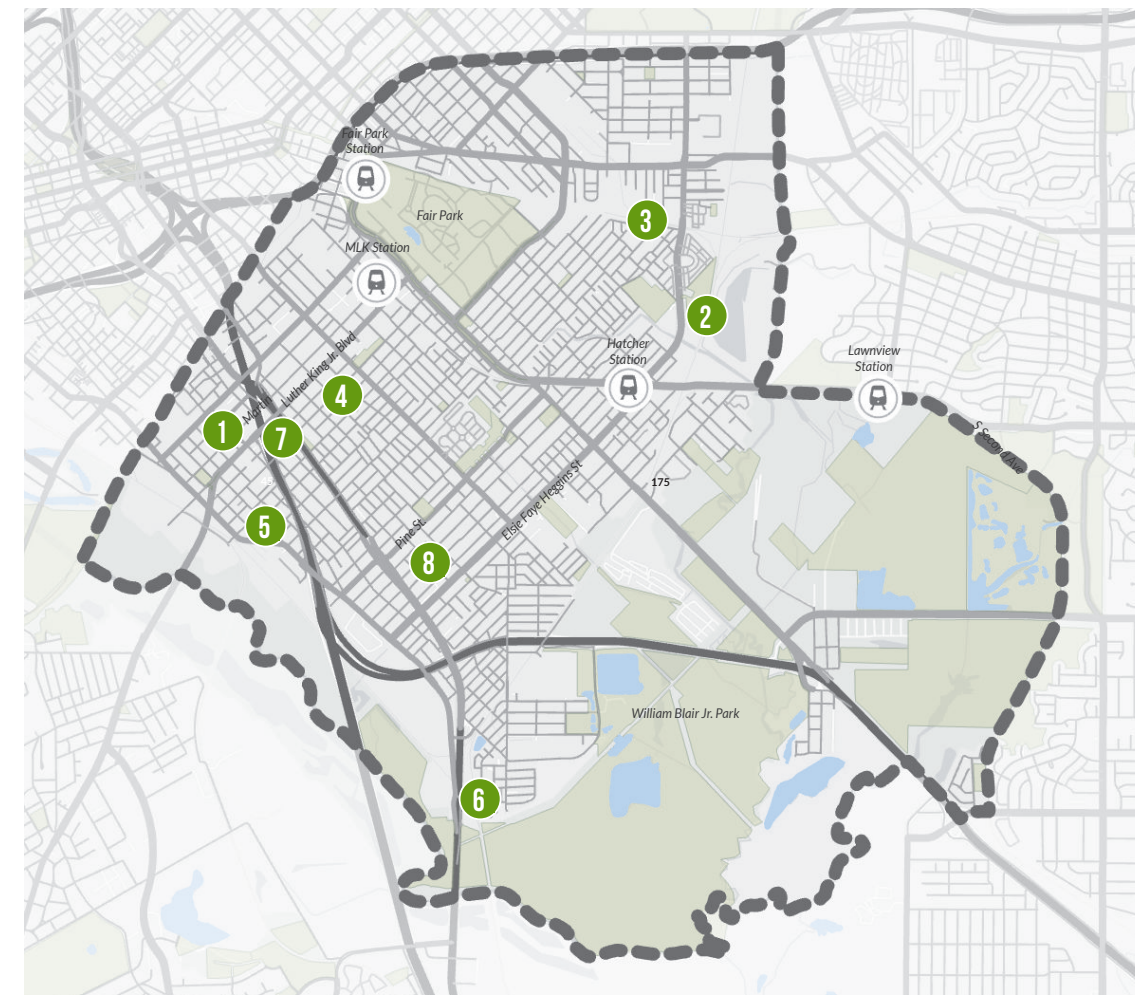 Fair Park
Station
Fair Park
3
MLK Station
2
Hatcher
Station
Lawnview
Station
Martin
Luther King Jr. Blvd
4
1
7
S Second Ave
175
Elsie Faye Heggins St
5
Pine St
8
William Blair Jr. Park
6